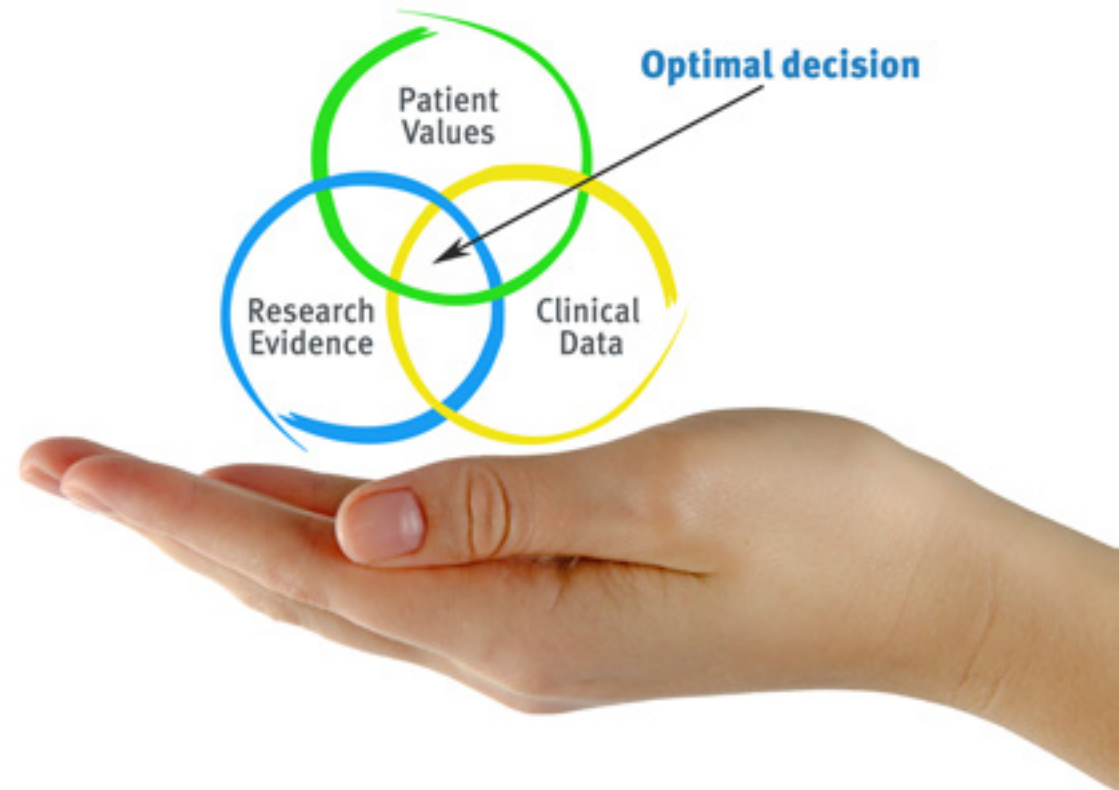 Optimal decision
Patient
Values
Research
Evidence
Clinical
Data